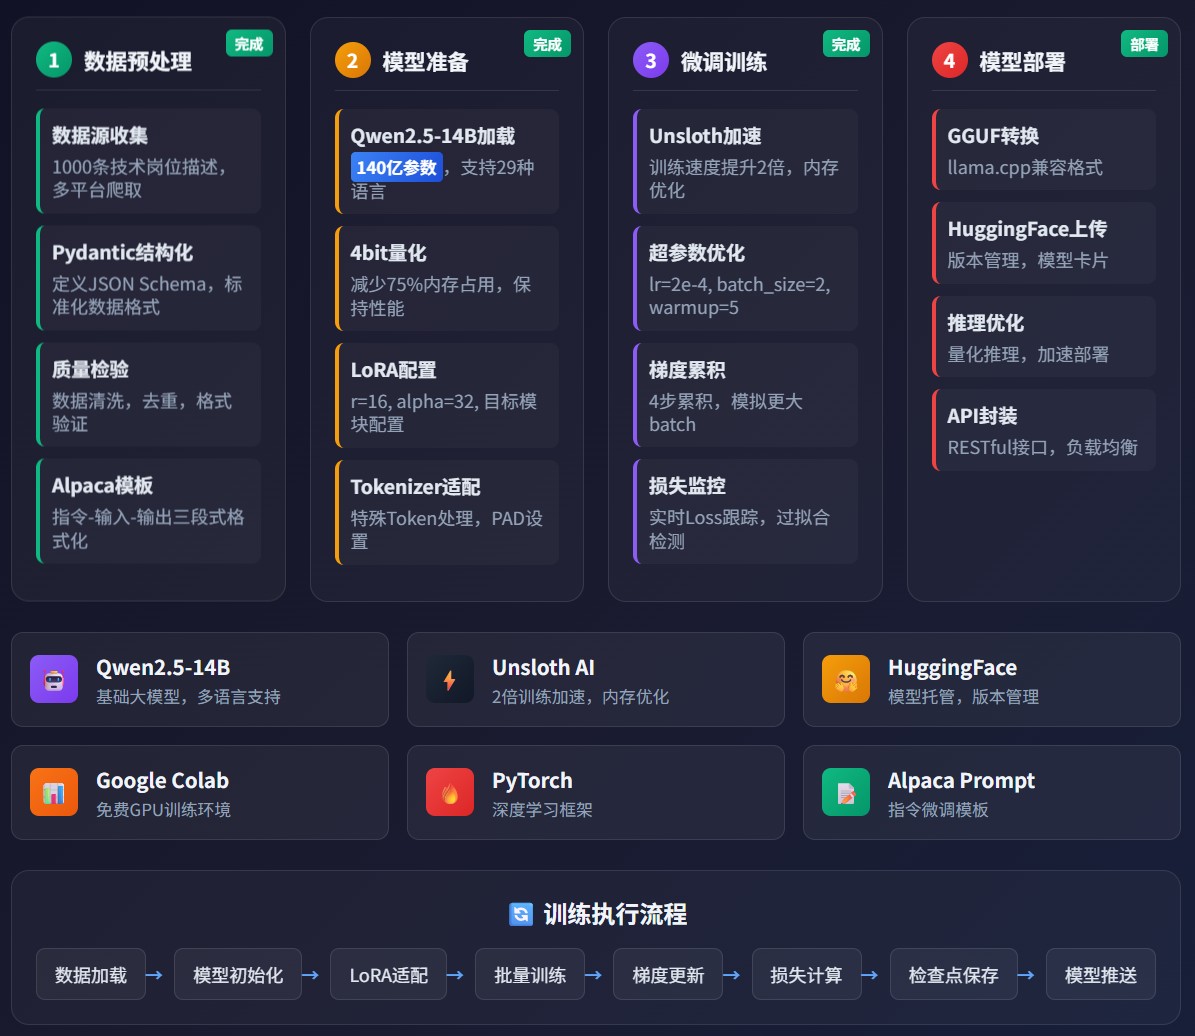 1
数据预处理
完成
数据源收集
1000条技术岗位描述，
多平台爬取
Pydantic结构化
定义JSON Schema，标
准化数据格式
质量检验
数据清洗，去重，格式
验证
Alpaca模板
指令-输入-输出三段式格
式化
2
模型准备
完成
Qwen2.5-14B加载
140亿参数，支持29种
语言
4bit量化
减少75%内存占用，保
持性能
LoRA配置
r=16, alpha=32, 目标模
块配置
Tokenizer适配
特殊Token处理，PAD设
置
3
微调训练
完成
Unsloth加速
训练速度提升2倍，内存
优化
超参数优化
lr=2e-4, batch_size=2,
warmup=5
梯度累积
4步累积，模拟更大
batch
损失监控
实时Loss跟踪，过拟合
检测
4
模型部署
部署
GGUF转换
llama.cpp兼容格式
HuggingFace上传
版本管理，模型卡片
推理优化
量化推理，加速部署
API封装
RESTful接口，负载均衡
Qwen2.5-14B
基础大模型，多语言支持
Unsloth AI
2倍训练加速，内存优化
HuggingFace
模型托管，版本管理
Google Colab
免费GPU训练环境
PyTorch
深度学习框架
Alpaca Prompt
指令微调模板
训练执行流程
数据加载 → 模型初始化 → LoRA适配 → 批量训练 → 梯度更新 → 损失计算 → 检查点保存 → 模型推送